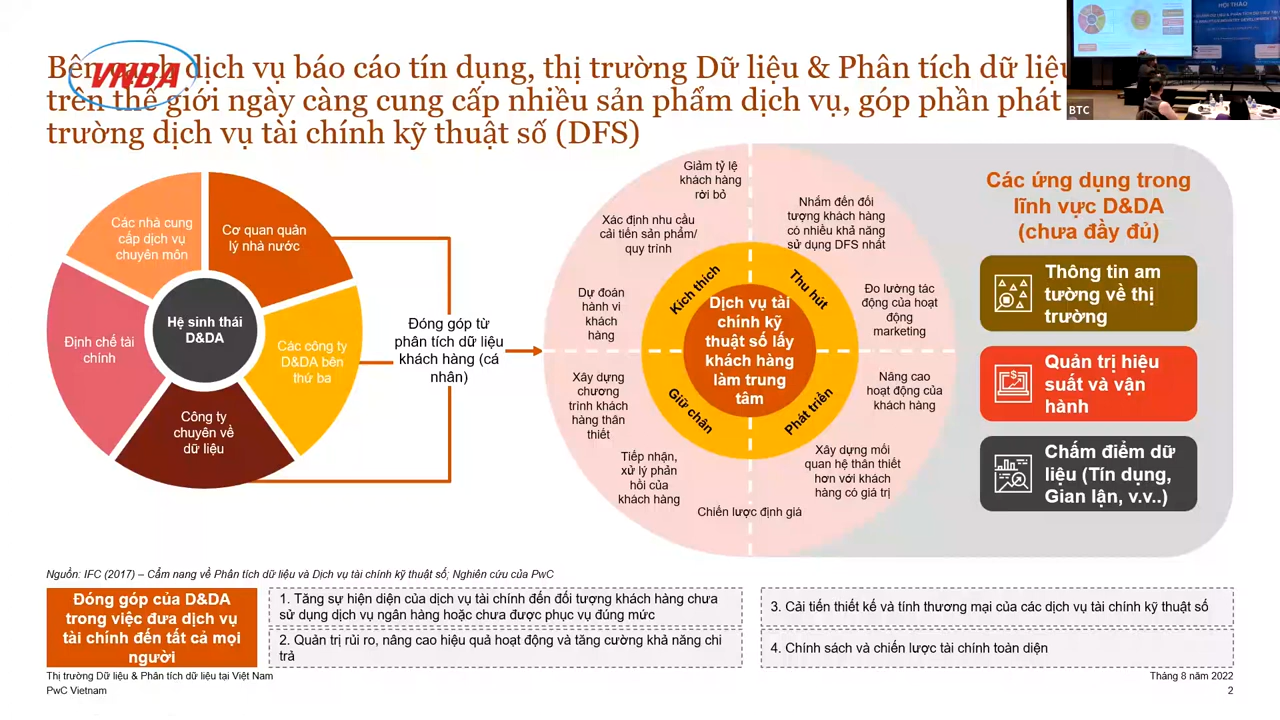 Bên cạnh dịch vụ báo cáo tín dụng, thị trường Dữ liệu & Phân tích dữ liệu
trên thế giới ngày càng cung cấp nhiều sản phẩm dịch vụ, góp phần phát
trường dịch vụ tài chính kỹ thuật số (DFS)
VNBA
HỘI THẢO
BTC
Các nhà cung
cấp dịch vụ
chuyên môn
Cơ quan quản
lý nhà nước
Định chế tài
chính
Hệ sinh thái
D&DA
Các công ty
D&DA bên
thứ ba
Công ty
chuyên về
dữ liệu
Đóng góp từ
phân tích dữ liệu
khách hàng (cá
nhân)
Giảm tỷ lệ
khách hàng
rời bỏ
Xác định nhu cầu
cải tiến sản phẩm/
quy trình
Dự đoán
hành vi
khách
hàng
Nhắm đến đối
tượng khách hàng
có nhiều khả năng
sử dụng DFS nhất
Đo lường tác
động của hoạt
động
marketing
Kích thích
Thu hút
Dịch vụ tài
chính kỹ
thuật số lấy
khách hàng
làm trung
tâm
Giữ chân
Phát triển
Xây dựng
chương
trình khách
hàng thân
thiết
Tiếp nhận,
xử lý phản
hồi của
khách hàng
Nâng cao
hoạt động của
khách hàng
Xây dựng mối
quan hệ thân thiết
hơn với khách
hàng có giá trị
Chiến lược định giá
Các ứng dụng trong
lĩnh vực D&DA
(chưa đầy đủ)
Thông tin am
tường về thị
trường
Quản trị hiệu
suất và vận
hành
Chấm điểm dữ
liệu (Tín dụng,
Gian lận, v.v..)
Nguồn: IFC (2017) – Cẩm nang về Phân tích dữ liệu và Dịch vụ tài chính kỹ thuật số; Nghiên cứu của PwC
Đóng góp của D&DA
trong việc đưa dịch vụ
tài chính đến tất cả mọi
người
1. Tăng sự hiện diện của dịch vụ tài chính đến đối tượng khách hàng chưa
sử dụng dịch vụ ngân hàng hoặc chưa được phục vụ đúng mức
2. Quản trị rủi ro, nâng cao hiệu quả hoạt động và tăng cường khả năng chi
trả
3. Cải tiến thiết kế và tính thương mại của các dịch vụ tài chính kỹ thuật số
4. Chính sách và chiến lược tài chính toàn diện
Thị trường Dữ liệu & Phân tích dữ liệu tại Việt Nam
PwC Vietnam
Tháng 8 năm 2022
2